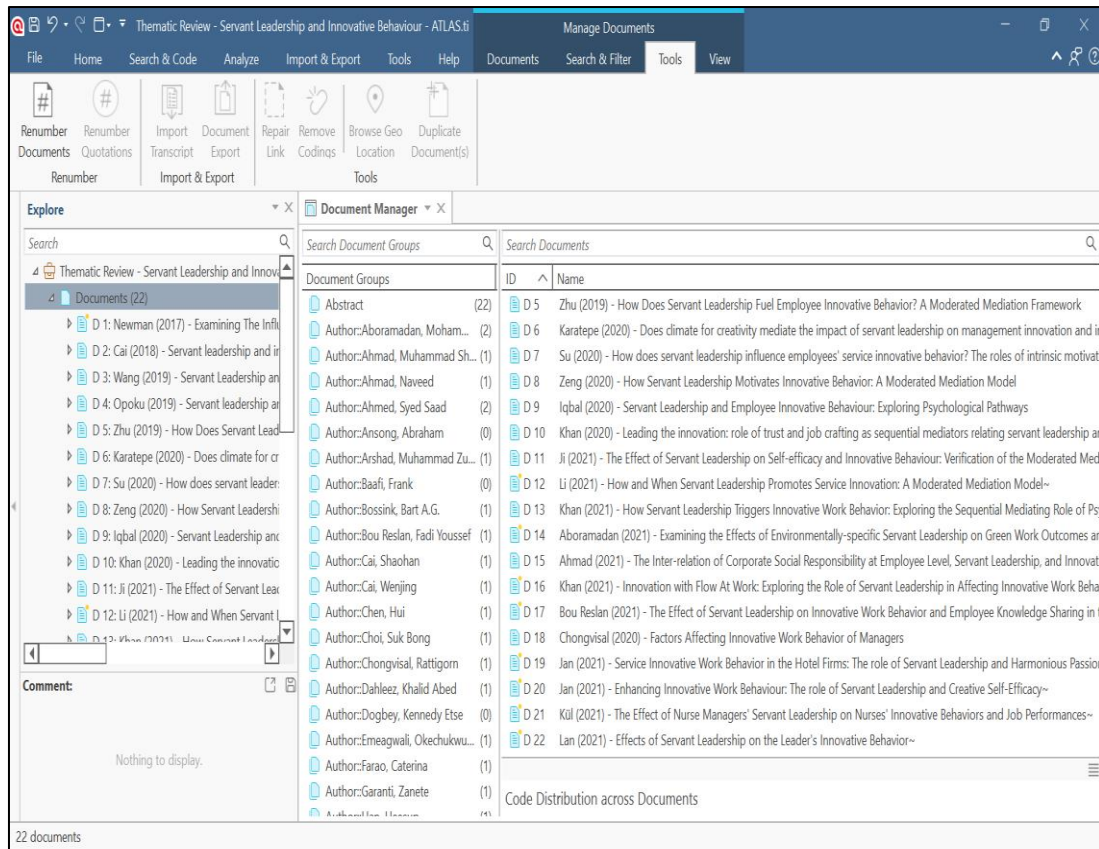 Thematic Review - Servant Leadership and Innovative Behaviour - ATLAS.ti
Manage Documents
File Home Search & Code Analyze Import & Export Tools Help Documents Search & Filter Tools View
Renumber Documents
Renumber Quotations
Import Transcript
Document Export
Repair Link
Remove Codings
Browse Geo Location
Duplicate Document(s)
Renumber
Import & Export
Tools
Explore
Search
Thematic Review - Servant Leadership and Innov
Documents (22)
D 1: Newman (2017) - Examining The Infl
D 2: Cai (2018) - Servant leadership and ir
D 3: Wang (2019) - Servant Leadership an
D 4: Opoku (2019) - Servant leadership ar
D 5: Zhu (2019) - How Does Servant Lead
D 6: Karatepe (2020) - Does climate for cr
D 7: Su (2020) - How does servant leader
D 8: Zeng (2020) - How Servant Leadershi
D 9: Iqbal (2020) - Servant Leadership and
D 10: Khan (2020) - Leading the innovatic
D 11: Ji (2021) - The Effect of Servant Lead
D 12: Li (2021) - How and When Servant L
D 13: Khan (2021) - How Servant Leaders
Comment:
Nothing to display.
Document Manager
Search Document Groups
Document Groups
Abstract (22)
Author::Aboramadan, Moham... (2)
Author::Ahmad, Muhammad Sh... (1)
Author::Ahmad, Naveed (1)
Author::Ahmed, Syed Saad (2)
Author::Ansong, Abraham (0)
Author::Arshad, Muhammad Zu... (1)
Author::Baafi, Frank (0)
Author::Bossink, Bart A.G. (1)
Author::Bou Reslan, Fadi Youssef (1)
Author::Cai, Shaohan (1)
Author::Cai, Wenjing (1)
Author::Chen, Hui (1)
Author::Choi, Suk Bong (1)
Author::Chongvisal, Rattigorn (1)
Author::Dahleez, Khalid Abed (1)
Author::Dogbey, Kennedy Etse (0)
Author::Emeagwali, Okechukwu... (1)
Author::Farao, Caterina (1)
Author::Garanti, Zanete (1)
Search Documents
ID Name
D 5 Zhu (2019) - How Does Servant Leadership Fuel Employee Innovative Behavior? A Moderated Mediation Framework
D 6 Karatepe (2020) - Does climate for creativity mediate the impact of servant leadership on management innovation and i
D 7 Su (2020) - How does servant leadership influence employees' service innovative behavior? The roles of intrinsic motivat
D 8 Zeng (2020) - How Servant Leadership Motivates Innovative Behavior: A Moderated Mediation Model
D 9 Iqbal (2020) - Servant Leadership and Employee Innovative Behaviour: Exploring Psychological Pathways
D 10 Khan (2020) - Leading the innovation: role of trust and job crafting as sequential mediators relating servant leadership a
D 11 Ji (2021) - The Effect of Servant Leadership on Self-efficacy and Innovative Behaviour: Verification of the Moderated Med
D 12 Li (2021) - How and When Servant Leadership Promotes Service Innovation: A Moderated Mediation Model~
D 13 Khan (2021) - How Servant Leadership Triggers Innovative Work Behavior: Exploring the Sequential Mediating Role of Ps
D 14 Aboramadan (2021) - Examining the Effects of Environmentally-specific Servant Leadership on Green Work Outcomes a
D 15 Ahmad (2021) - The Inter-relation of Corporate Social Responsibility at Employee Level, Servant Leadership, and Innovat
D 16 Khan (2021) - Innovation with Flow At Work: Exploring the Role of Servant Leadership in Affecting Innovative Work Beha
D 17 Bou Reslan (2021) - The Effect of Servant Leadership on Innovative Work Behavior and Employee Knowledge Sharing in
D 18 Chongvisal (2020) - Factors Affecting Innovative Work Behavior of Managers
D 19 Jan (2021) - Service Innovative Work Behavior in the Hotel Firms: The role of Servant Leadership and Harmonious Passio
D 20 Jan (2021) - Enhancing Innovative Work Behaviour: The role of Servant Leadership and Creative Self-Efficacy~
D 21 Kül (2021) - The Effect of Nurse Managers' Servant Leadership on Nurses' Innovative Behaviors and Job Performances~
D 22 Lan (2021) - Effects of Servant Leadership on the Leader's Innovative Behavior~
Code Distribution across Documents
22 documents